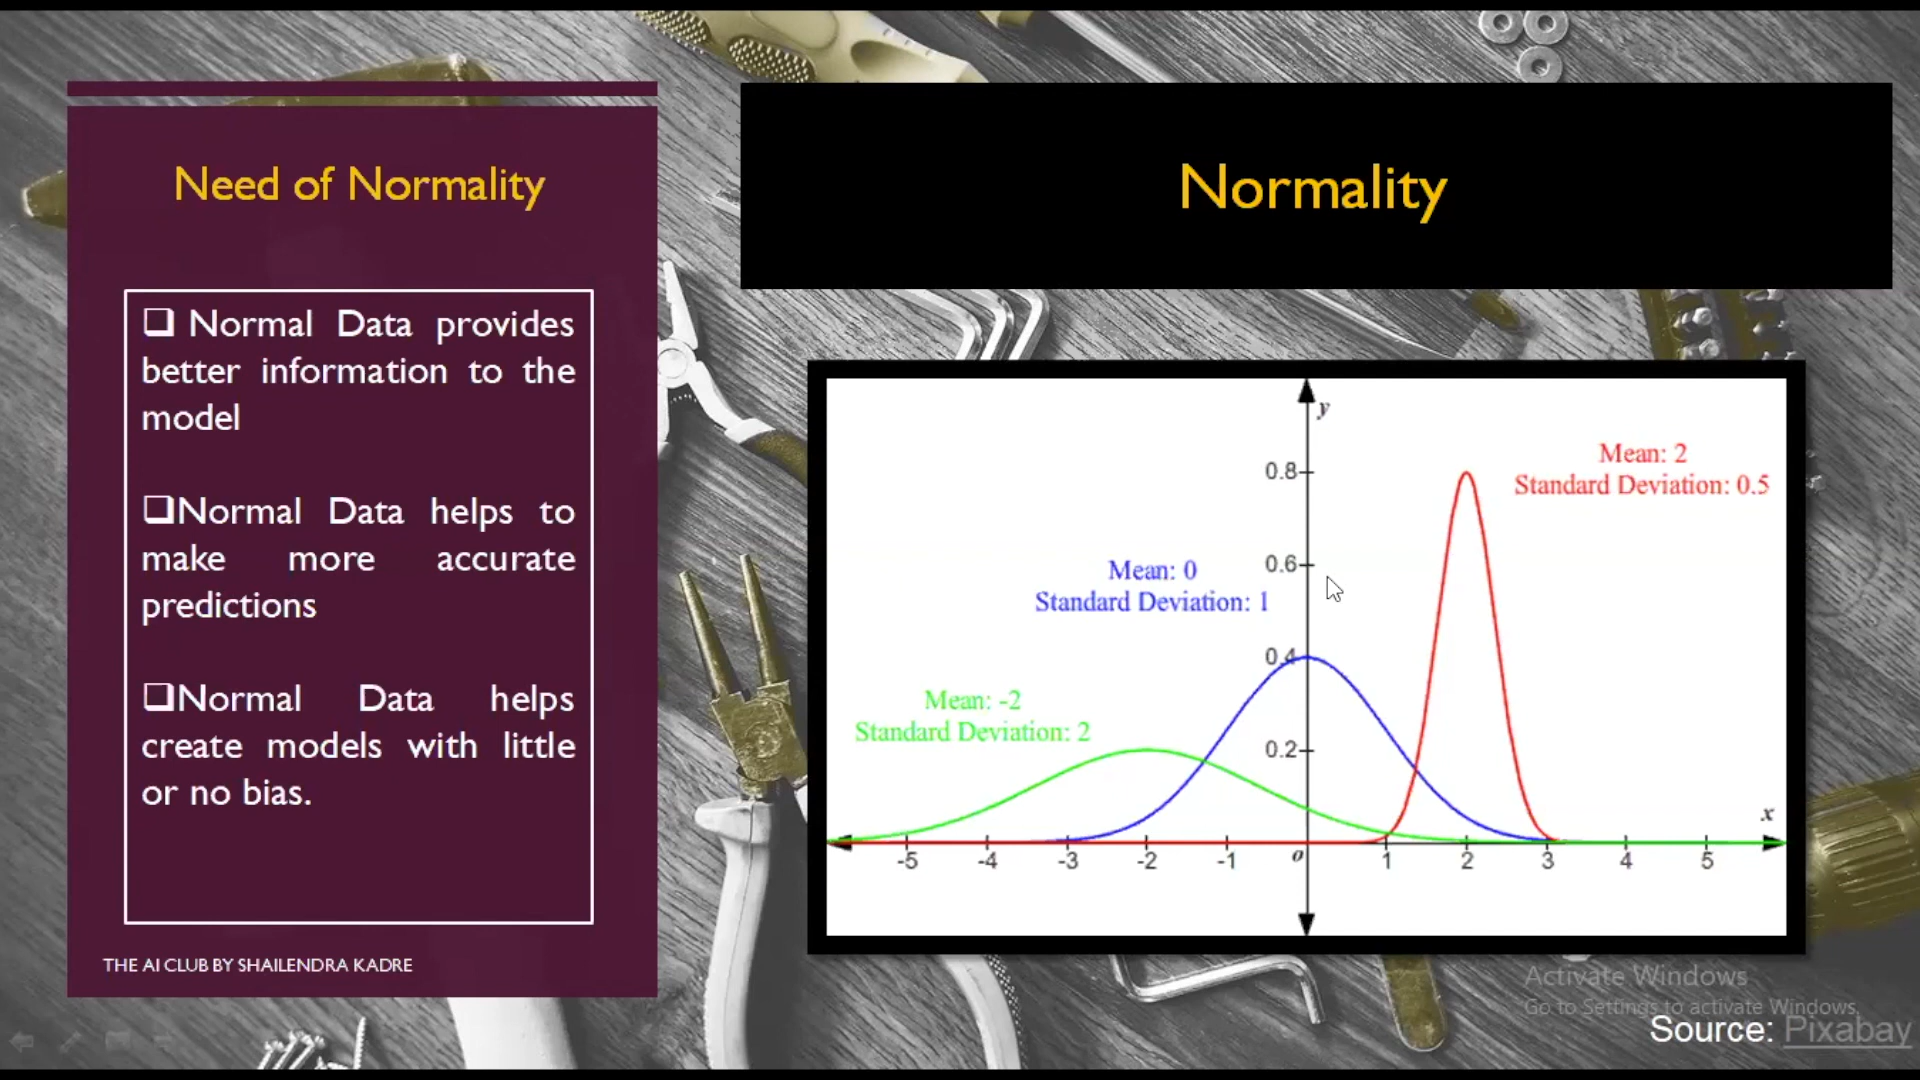 Need of Normality
❑ Normal Data provides
better information to the
model
❑Normal Data helps to
make more accurate
predictions
❑Normal Data helps
create models with little
or no bias.
THE AI CLUB BY SHAILENDRA KADRE
Normality
y
0.8
Mean: 2
Standard Deviation: 0.5
0.6
Mean: 0
Standard Deviation: 1
0.4
Mean: -2
Standard Deviation: 2
0.2
x
-5 -4 -3 -2 -1 o 1 2 3 4 5
Activate Windows
Go to Settings to activate Windows.
Source: Pixabay